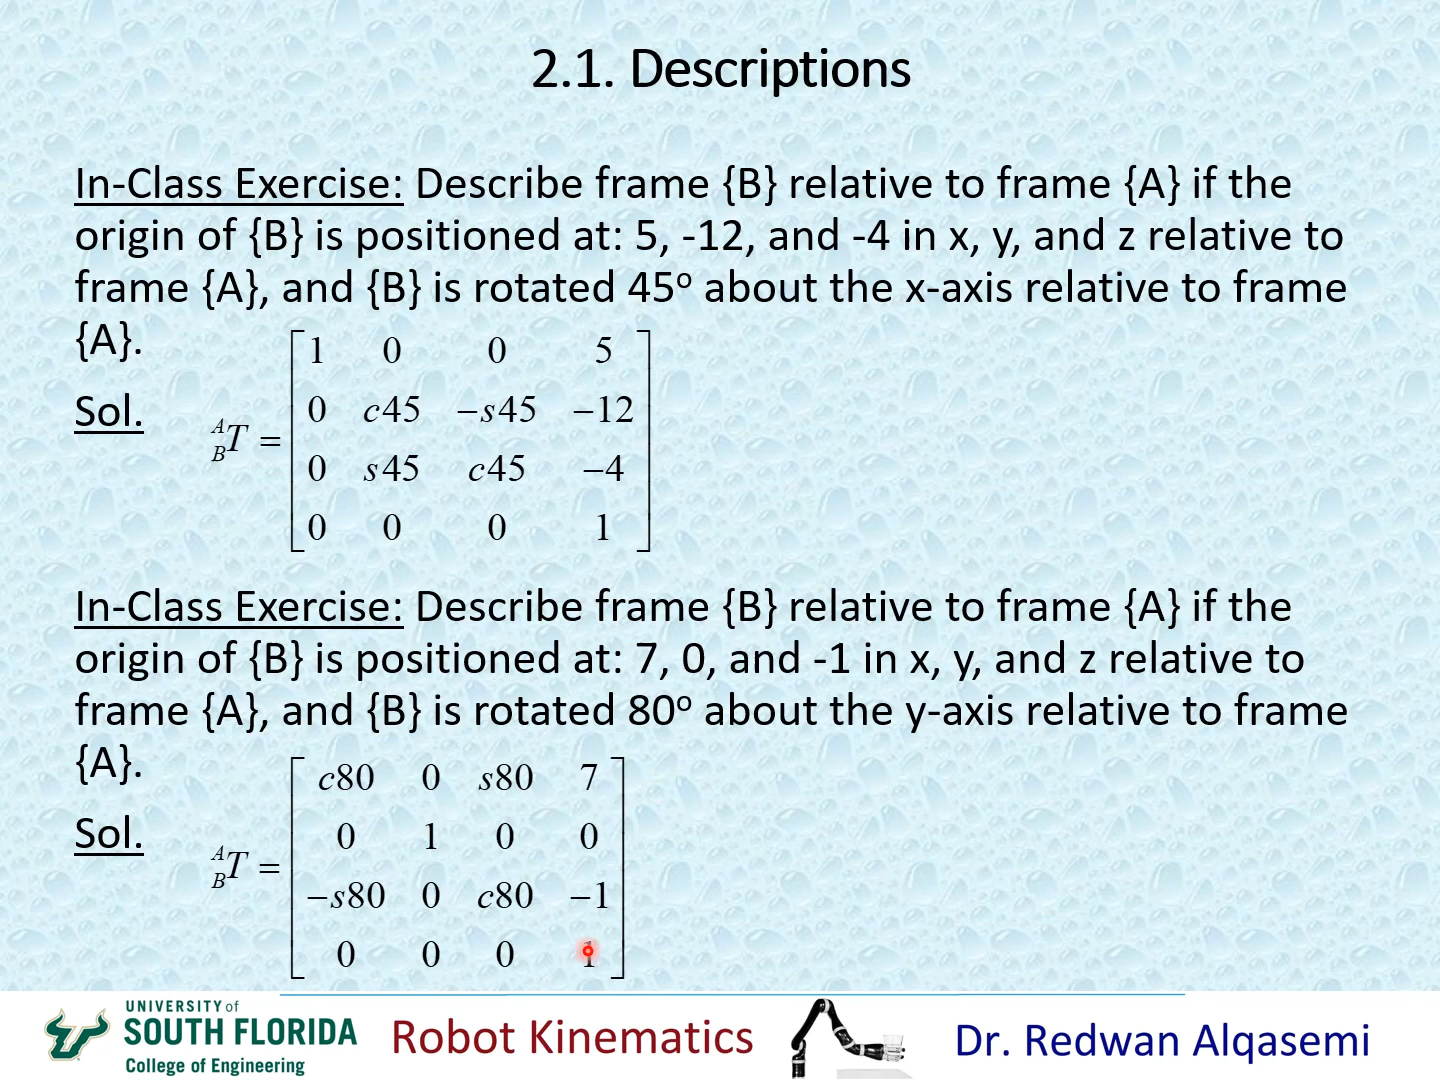 2.1. Descriptions
In-Class Exercise: Describe frame {B} relative to frame {A} if the
origin of {B} is positioned at: 5, -12, and -4 in x, y, and z relative to
frame {A}, and {B} is rotated 45º about the x-axis relative to frame
{A}.
Sol.
A B T =
1 0 0 5
0 c45 −s45 −12
0 s45 c45 −4
0 0 0 1
In-Class Exercise: Describe frame {B} relative to frame {A} if the
origin of {B} is positioned at: 7, 0, and -1 in x, y, and z relative to
frame {A}, and {B} is rotated 80º about the y-axis relative to frame
{A}.
Sol.
A B T =
c80 0 s80 7
0 1 0 0
−s80 0 c80 −1
0 0 0 1
UNIVERSITY of
SOUTH FLORIDA
College of Engineering
Robot Kinematics
Dr. Redwan Alqasemi